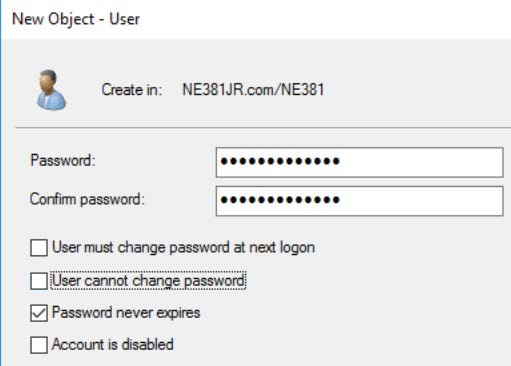 New Object - User
Create in: NE381JR.com/NE381
Password: •••••••••••••
Confirm password: •••••••••••••
User must change password at next logon
User cannot change password
Password never expires
Account is disabled